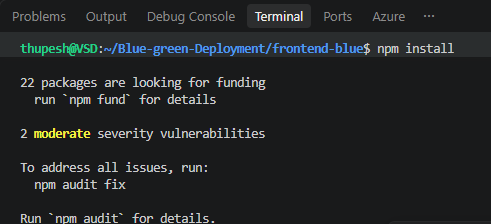 Problems Output Debug Console Terminal Ports Azure ...
thupesh@VSD:~/Blue-green-Deployment/frontend-blue$ npm install
22 packages are looking for funding
run `npm fund` for details
2 moderate severity vulnerabilities
To address all issues, run:
npm audit fix
Run `npm audit` for details.